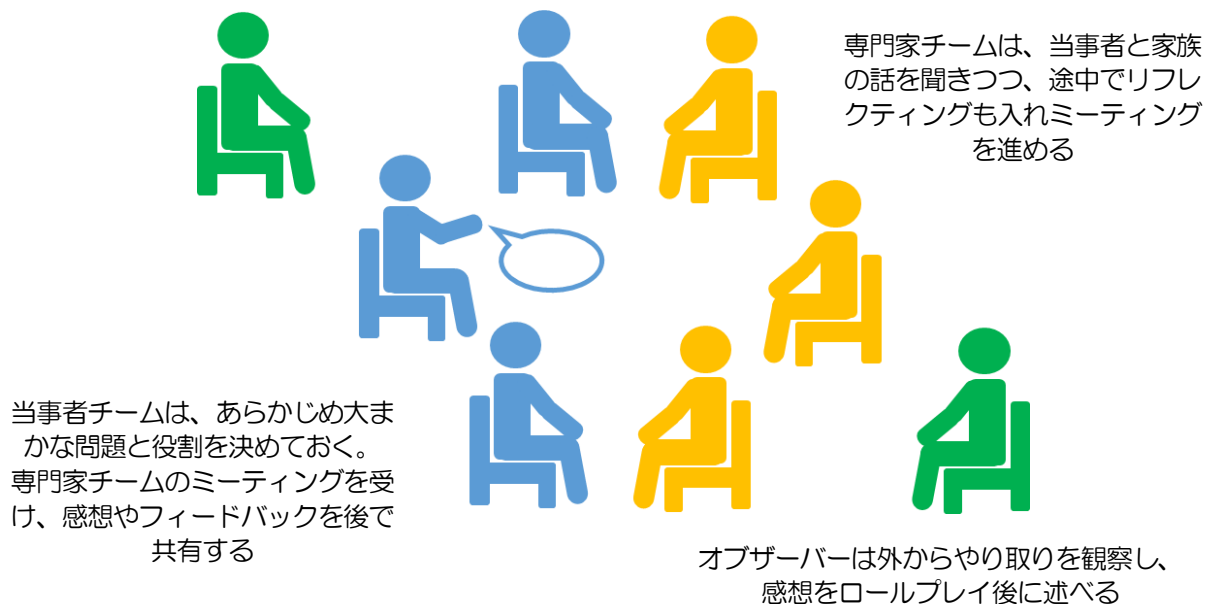 専門家チームは、当事者と家族
の話を聞きつつ、途中でリフレ
クティングも入れミーティング
を進める
当事者チームは、あらかじめ大ま
かな問題と役割を決めておく。
専門家チームのミーティングを受
け、感想やフィードバックを後で
共有する
オブザーバーは外からやり取りを観察し、
感想をロールプレイ後に述べる